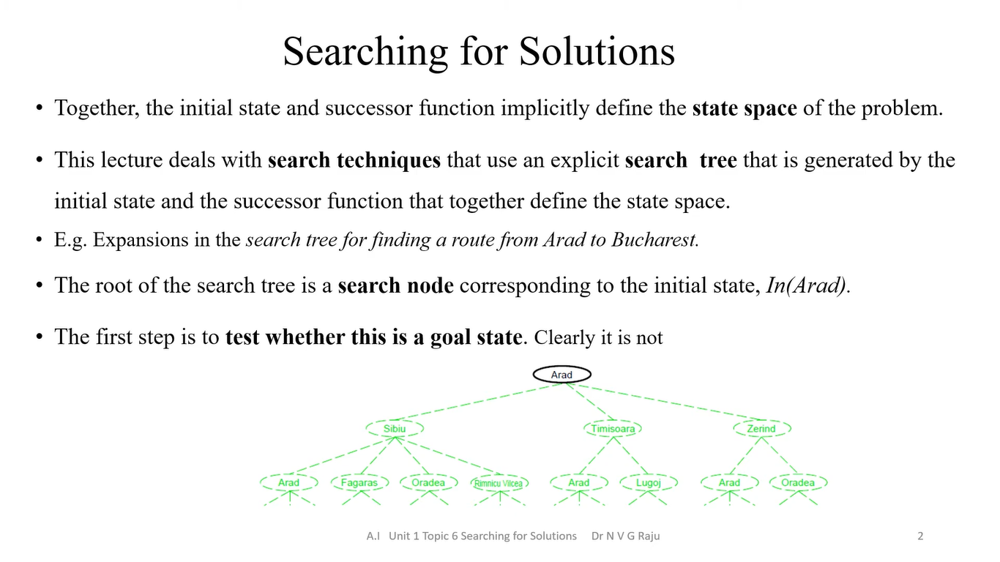 Searching for Solutions
• Together, the initial state and successor function implicitly define the state space of the problem.
• This lecture deals with search techniques that use an explicit search  tree that is generated by the
initial state and the successor function that together define the state space.
• E.g. Expansions in the search tree for finding a route from Arad to Bucharest.
• The root of the search tree is a search node corresponding to the initial state, In(Arad).
• The first step is to test whether this is a goal state. Clearly it is not
Arad
Sibiu Timisoara Zerind
Arad Fagaras Oradea Rimnicu Vilcea Arad Lugoj Arad Oradea
A.I   Unit 1 Topic 6 Searching for Solutions     Dr N V G Raju 2